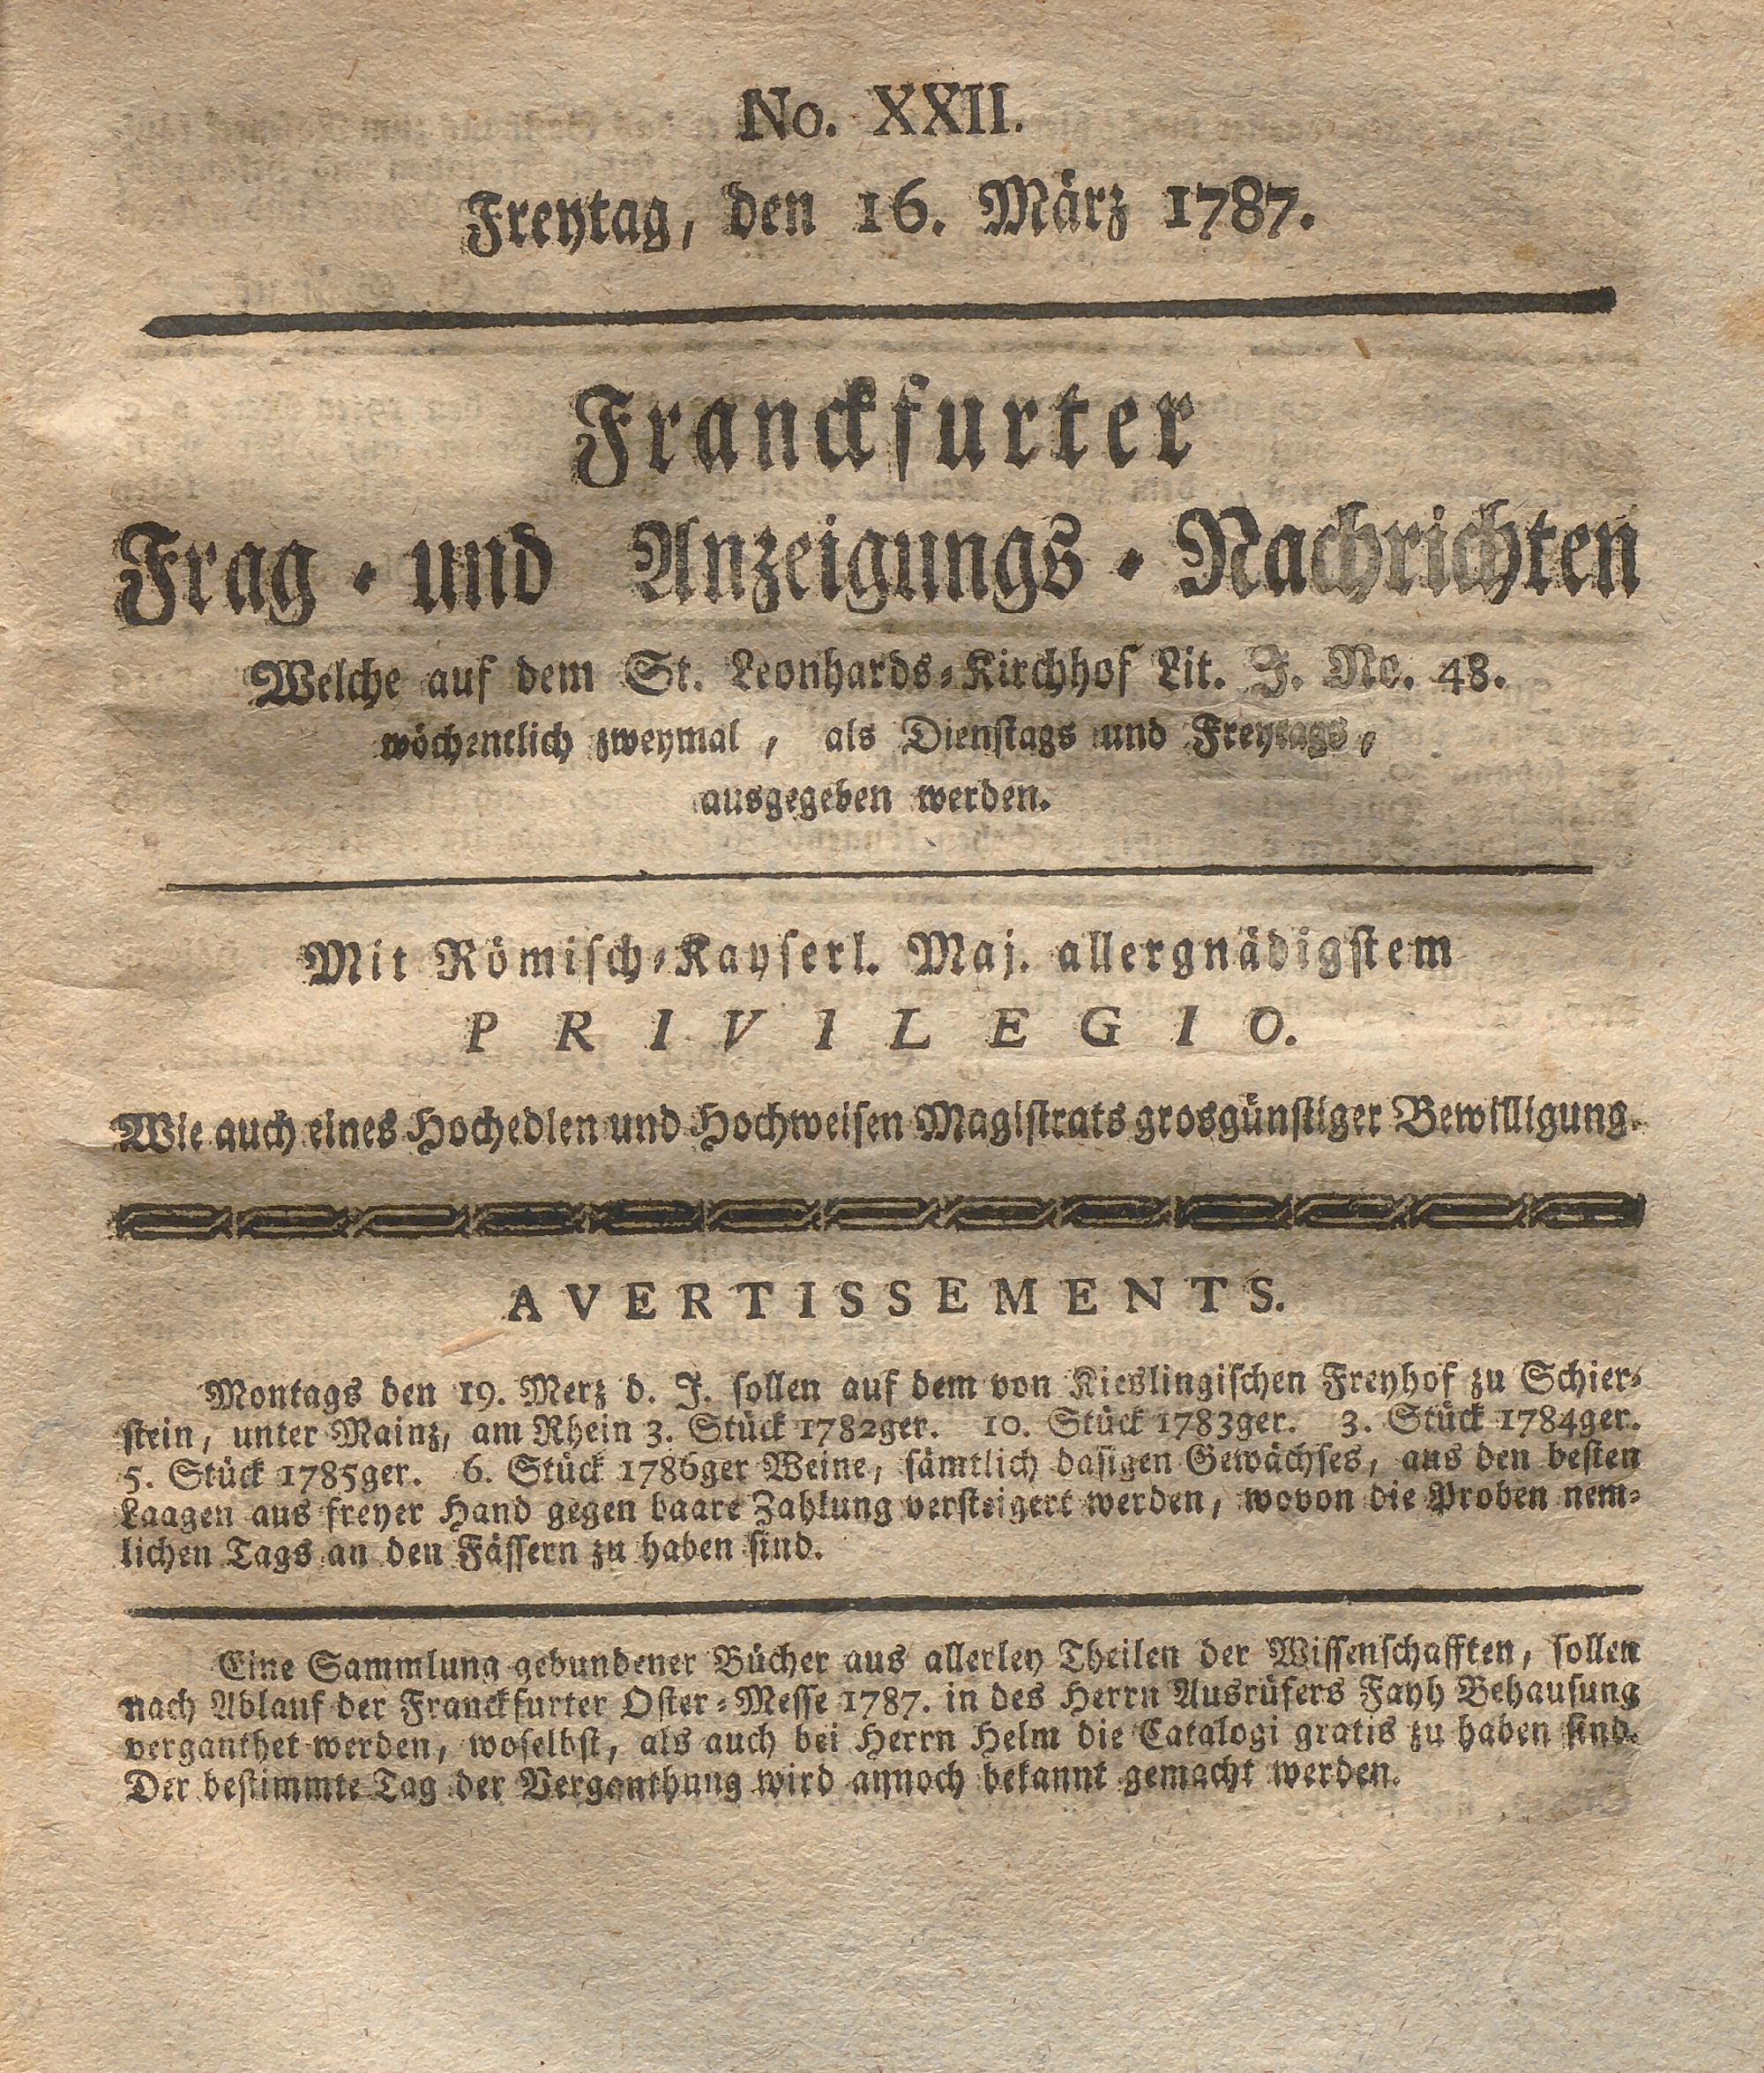 No. XXII.
Freytag, den 16. März 1787.
Franckfurter
Frag- und Anzeigungs-Nachrichten
Welche auf dem St. Leonhards-Kirchhof Lit. J. No. 48.
wöchentlich zweymal, als Dienstags und Freytags,
ausgegeben werden.
Mit Römisch-Kayserl. Maj. allergnädigstem
PRIVILEGIO.
Wie auch eines Hochedlen und Hochweisen Magistrats grosgünstiger Bewilligung.
AVERTISSEMENTS.
Montags den 19. Merz d. J. sollen auf dem von Kieslingischen Freyhof zu Schier-
stein, unter Mainz, am Rhein 3. Stück 1782ger. 10. Stück 1783ger. 3. Stück 1784ger.
5. Stück 1785ger. 6. Stück 1786ger Weine, sämtlich dasigen Gewächses, aus den besten
Laagen aus freyer Hand gegen baare Zahlung versteigert werden, wovon die Proben nem-
lichen Tags an den Fässern zu haben sind.
Eine Sammlung gebundener Bücher aus allerley Theilen der Wissenschafften, sollen
nach Ablauf der Franckfurter Oster-Messe 1787. in des Herrn Ausrüfers Fayh Behausung
verganthet werden, woselbst, als auch bei Herrn Helm die Catalogi gratis zu haben sind.
Der bestimmte Tag der Verganthung wird annoch bekannt gemacht werden.